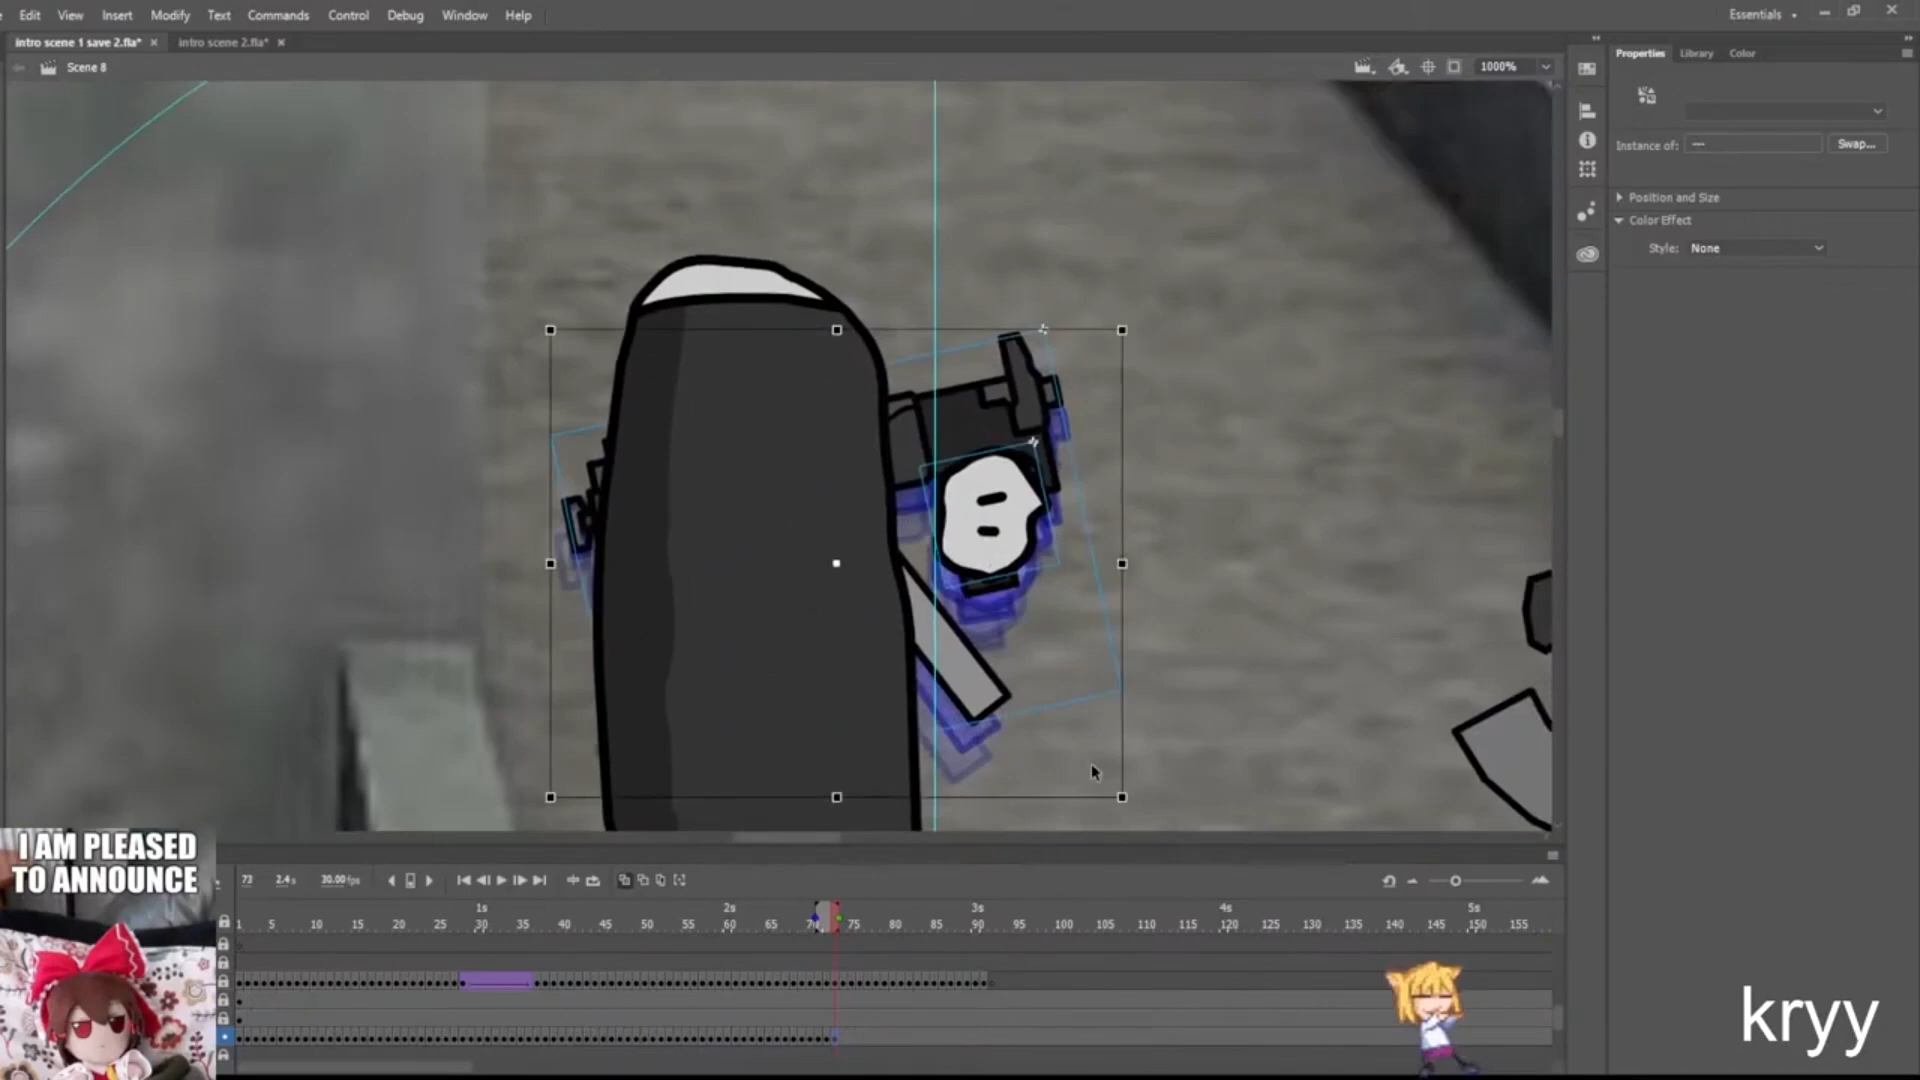 Edit View Insert Modify Text Commands Control Debug Window Help
Essentials
intro scene 1 save 2.fla* × intro scene 2.fla* ×
Scene 8
1000%
Properties Library Color
Instance of: --- Swap...
Position and Size
Color Effect
Style: None
I AM PLEASED
TO ANNOUNCE
73 2.4s 30.00fps
1s 2s 3s 4s 5s
1 5 10 15 20 25 30 35 40 45 50 55 60 65 70 75 80 85 90 95 100 105 110 115 120 125 130 135 140 145 150 155
kryy